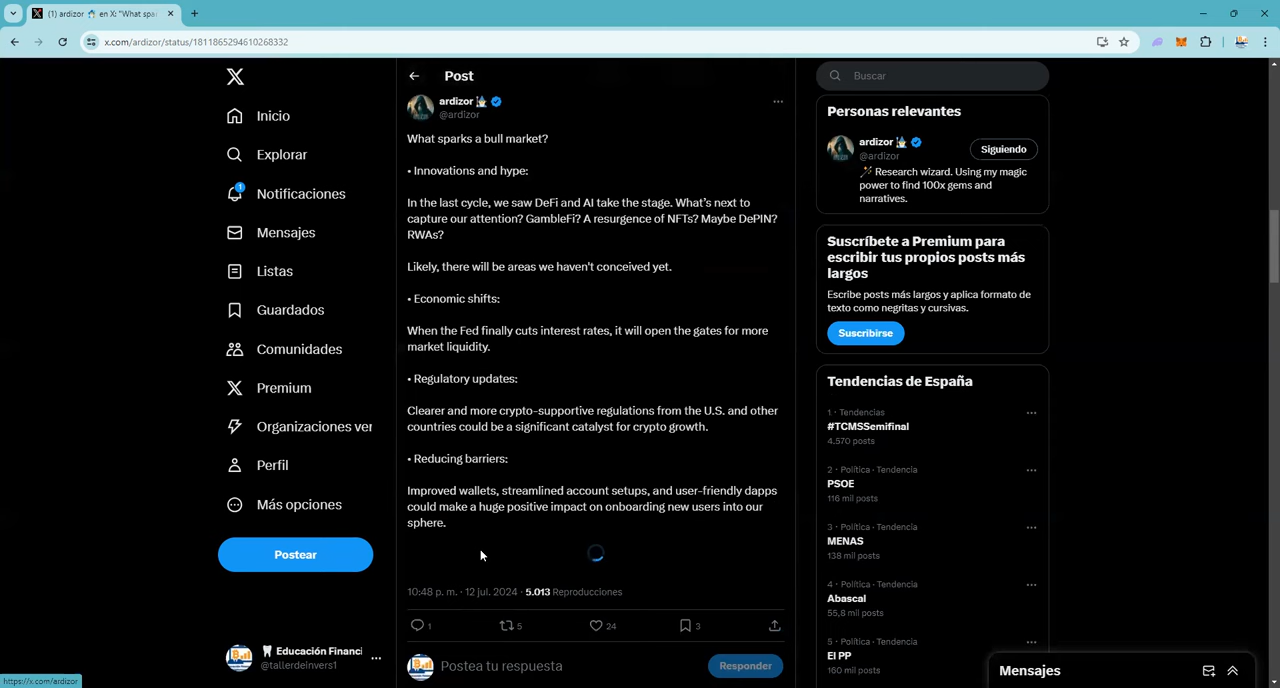 (1) ardizor en X: "What spa
x.com/ardizor/status/1811865294610268332
Inicio
Explorar
1
Notificaciones
Mensajes
Listas
Guardados
Comunidades
Premium
Organizaciones ver
Perfil
Más opciones
Postear
Educación Financi
@tallerdeinvers1
https://x.com/ardizor
Post
ardizor
@ardizor
What sparks a bull market?
• Innovations and hype:
In the last cycle, we saw DeFi and AI take the stage. What's next to
capture our attention? GambleFi? A resurgence of NFTs? Maybe DePIN?
RWAs?
Likely, there will be areas we haven't conceived yet.
• Economic shifts:
When the Fed finally cuts interest rates, it will open the gates for more
market liquidity.
• Regulatory updates:
Clearer and more crypto-supportive regulations from the U.S. and other
countries could be a significant catalyst for crypto growth.
• Reducing barriers:
Improved wallets, streamlined account setups, and user-friendly dapps
could make a huge positive impact on onboarding new users into our
sphere.
10:48 p. m. · 12 jul. 2024 · 5.013 Reproducciones
1 5 24 3
Postea tu respuesta
Responder
Buscar
Personas relevantes
ardizor
@ardizor
Siguiendo
Research wizard. Using my magic
power to find 100x gems and
narratives.
Suscríbete a Premium para
escribir tus propios posts más
largos
Escribe posts más largos y aplica formato de
texto como negritas y cursivas.
Suscribirse
Tendencias de España
1 · Tendencias
#TCMSSemifinal
4.570 posts
2 · Política · Tendencia
PSOE
116 mil posts
3 · Política · Tendencia
MENAS
138 mil posts
4 · Política · Tendencia
Abascal
55,8 mil posts
5 · Política · Tendencia
El PP
160 mil posts
Mensajes